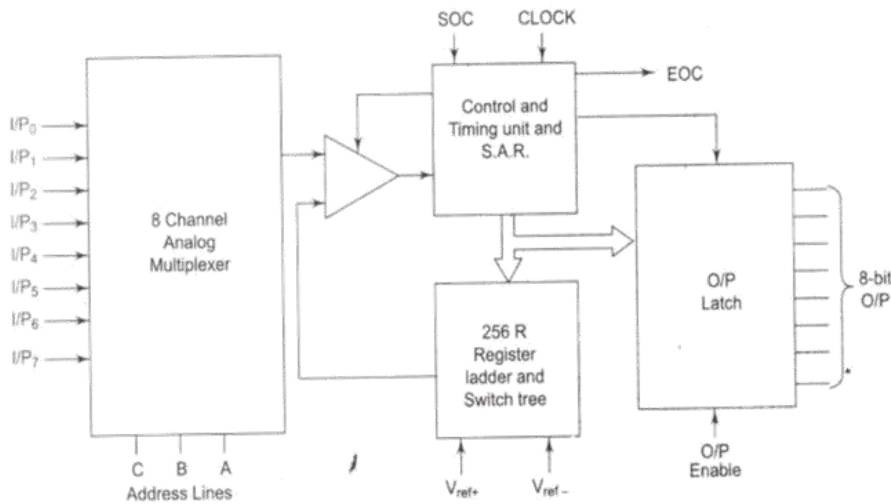 SOC
CLOCK
EOC
Control and
Timing unit and
S.A.R.
I/P₀
I/P₁
I/P₂
I/P₃
I/P₄
I/P₅
I/P₆
I/P₇
8 Channel
Analog
Multiplexer
O/P
Latch
8-bit
O/P
256 R
Register
ladder and
Switch tree
C B A
Address Lines
Vref+
Vref –
O/P
Enable